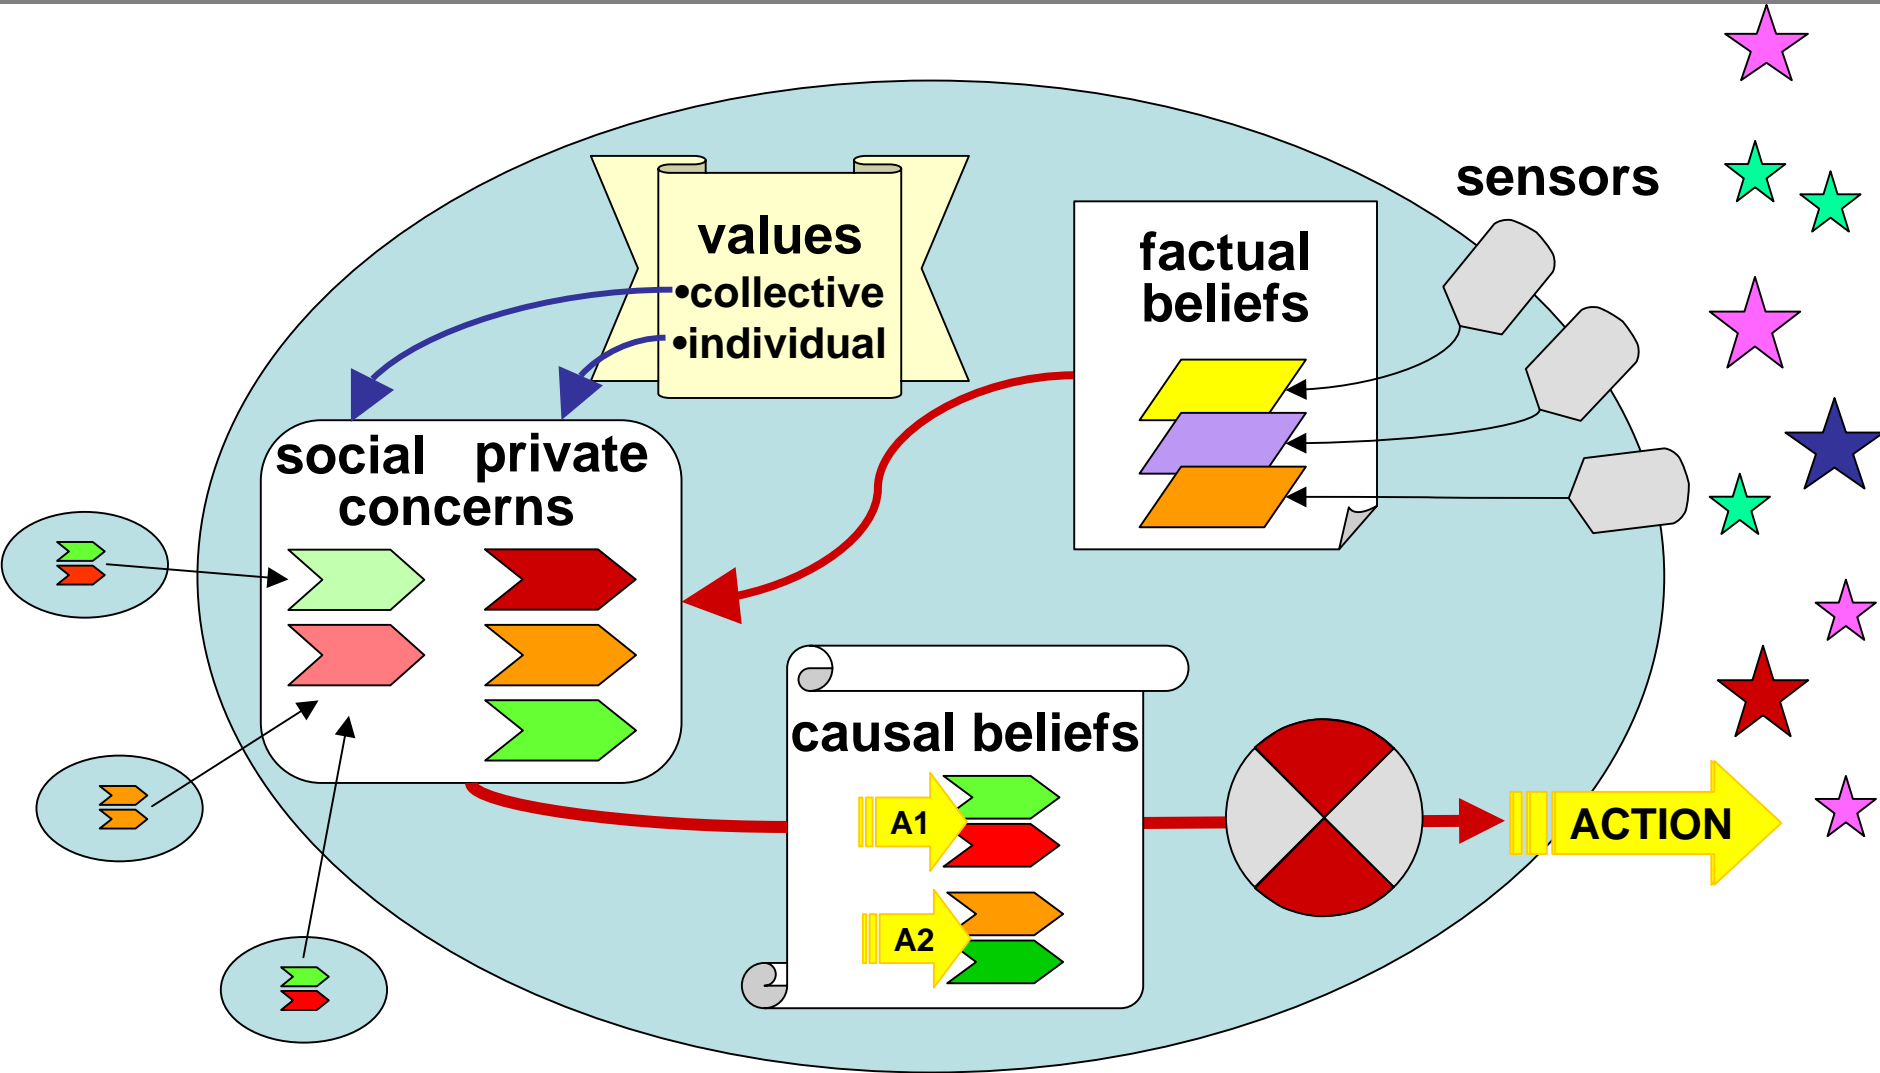 sensors
values
•collective
•individual
factual
beliefs
social private
concerns
causal beliefs
A1
A2
ACTION